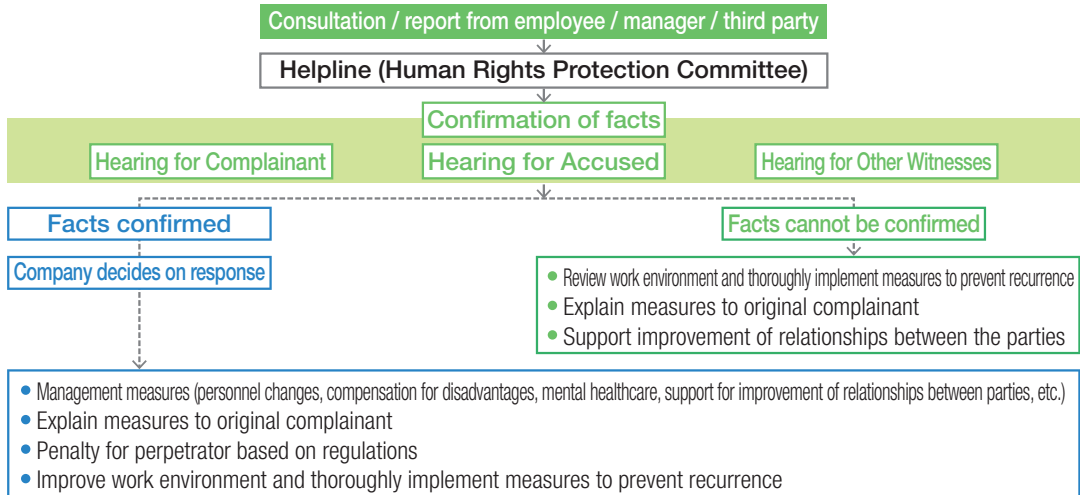 Consultation / report from employee / manager / third party
Helpline (Human Rights Protection Committee)
Confirmation of facts
Hearing for Complainant
Hearing for Accused
Hearing for Other Witnesses
Facts confirmed
Facts cannot be confirmed
Company decides on response
• Review work environment and thoroughly implement measures to prevent recurrence
• Explain measures to original complainant
• Support improvement of relationships between the parties
• Management measures (personnel changes, compensation for disadvantages, mental healthcare, support for improvement of relationships between parties, etc.)
• Explain measures to original complainant
• Penalty for perpetrator based on regulations
• Improve work environment and thoroughly implement measures to prevent recurrence